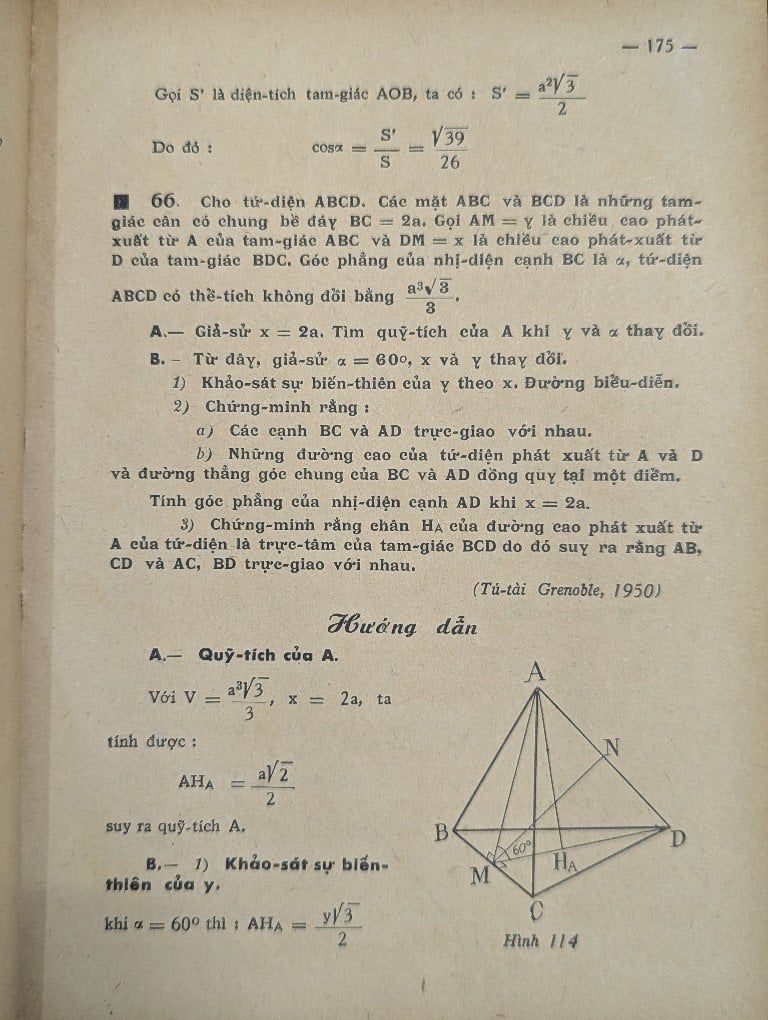 — 175 —
Gọi S' là diện-tích tam-giác AOB, ta có : S' = a²√3 / 2
Do đó : cosα = S' / S = √39 / 26
66. Cho tứ-diện ABCD. Các mặt ABC và BCD là những tam-
giác cân có chung bề đáy BC = 2a. Gọi AM = y là chiều cao phát-
xuất từ A của tam-giác ABC và DM = x là chiều cao phát-xuất từ
D của tam-giác BDC. Góc phẳng của nhị-diện cạnh BC là α, tứ-diện
ABCD có thể-tích không đổi bằng a³√3 / 3.
A.— Giả-sử x = 2a. Tìm quỹ-tích của A khi y và α thay đổi.
B. – Từ đây, giả-sử α = 60º, x và y thay đổi.
1) Khảo-sát sự biến-thiên của y theo x. Đường biểu-diễn.
2) Chứng-minh rằng :
a) Các cạnh BC và AD trực-giao với nhau.
b) Những đường cao của tứ-diện phát xuất từ A và D
và đường thẳng góc chung của BC và AD đồng quy tại một điểm.
Tính góc phẳng của nhị-diện cạnh AD khi x = 2a.
3) Chứng-minh rằng chân HA của đường cao phát xuất từ
A của tứ-diện là trực-tâm của tam-giác BCD do đó suy ra rằng AB,
CD và AC, BD trực-giao với nhau.
(Tú-tài Grenoble, 1950)
Hướng dẫn
A.— Quỹ-tích của A.
Với V = a³√3 / 3, x = 2a, ta
tính được :
AHA = a√2 / 2
suy ra quỹ-tích A.
B.— 1) Khảo-sát sự biến-
thiên của y.
khi α = 60º thì : AHA = y√3 / 2
A
N
B
D
60º
M
HA
C
Hình 114